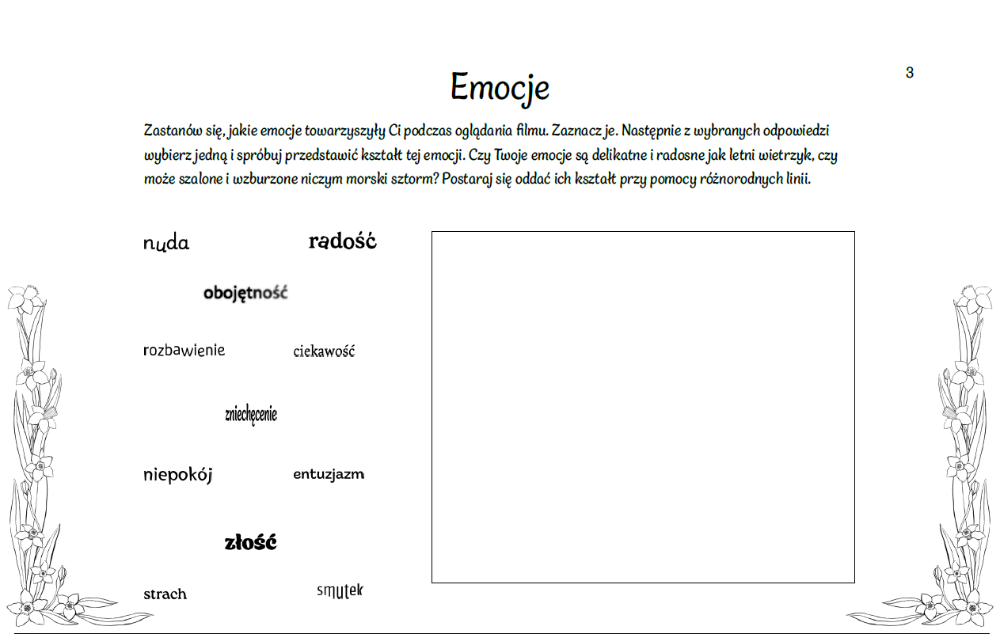 3
Emocje
Zastanów się, jakie emocje towarzyszyły Ci podczas oglądania filmu. Zaznacz je. Następnie z wybranych odpowiedzi
wybierz jedną i spróbuj przedstawić kształt tej emocji. Czy Twoje emocje są delikatne i radosne jak letni wietrzyk, czy
może szalone i wzburzone niczym morski sztorm? Postaraj się oddać ich kształt przy pomocy różnorodnych linii.
nuda radość
obojętność
rozbawienie ciekawość
zniechęcenie
niepokój entuzjazm
złość
strach smutek